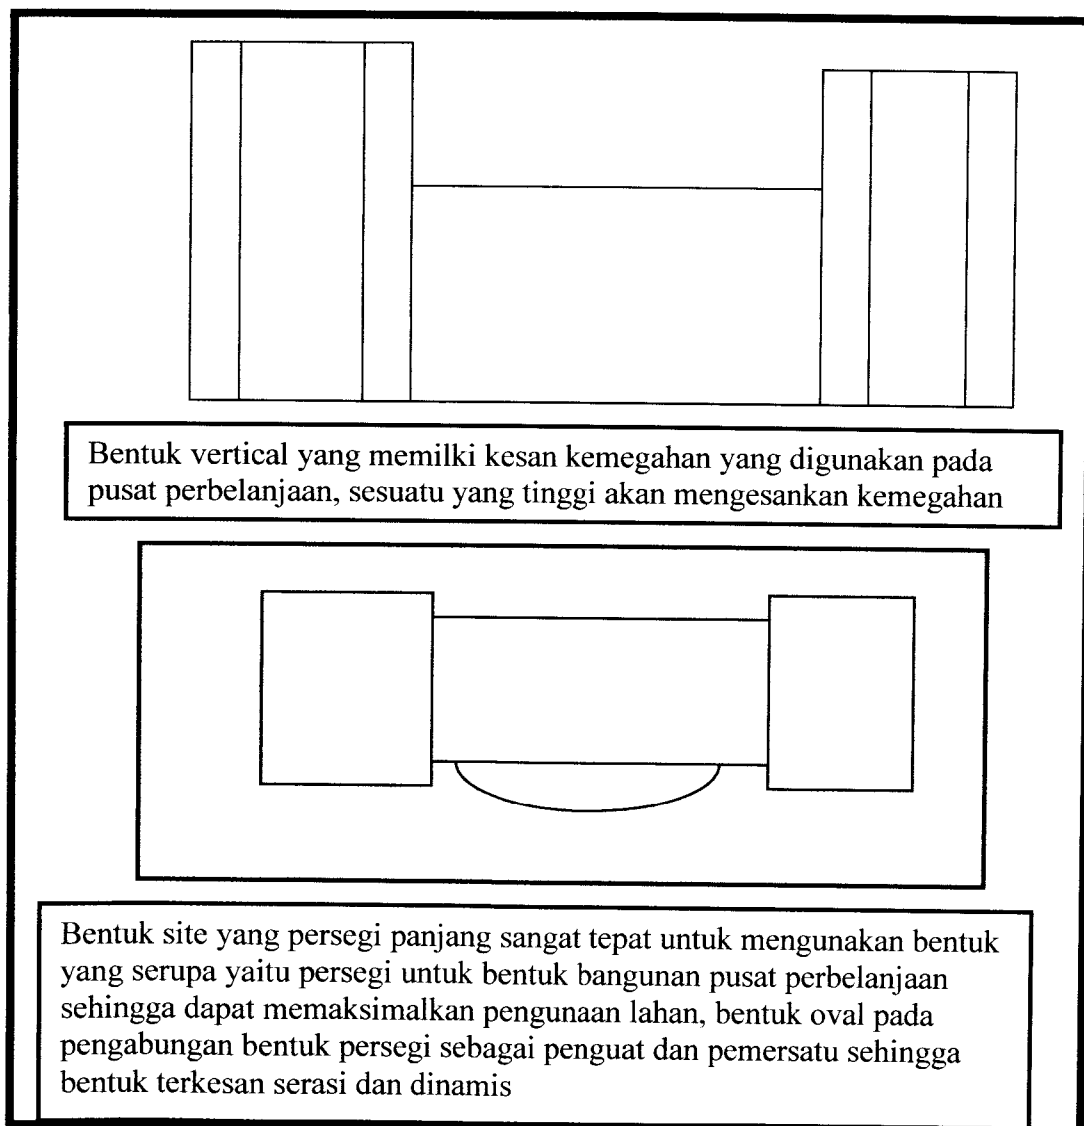 Bentuk vertical yang memilki kesan kemegahan yang digunakan pada
pusat perbelanjaan, sesuatu yang tinggi akan mengesankan kemegahan
Bentuk site yang persegi panjang sangat tepat untuk mengunakan bentuk
yang serupa yaitu persegi untuk bentuk bangunan pusat perbelanjaan
sehingga dapat memaksimalkan pengunaan lahan, bentuk oval pada
pengabungan bentuk persegi sebagai penguat dan pemersatu sehingga
bentuk terkesan serasi dan dinamis